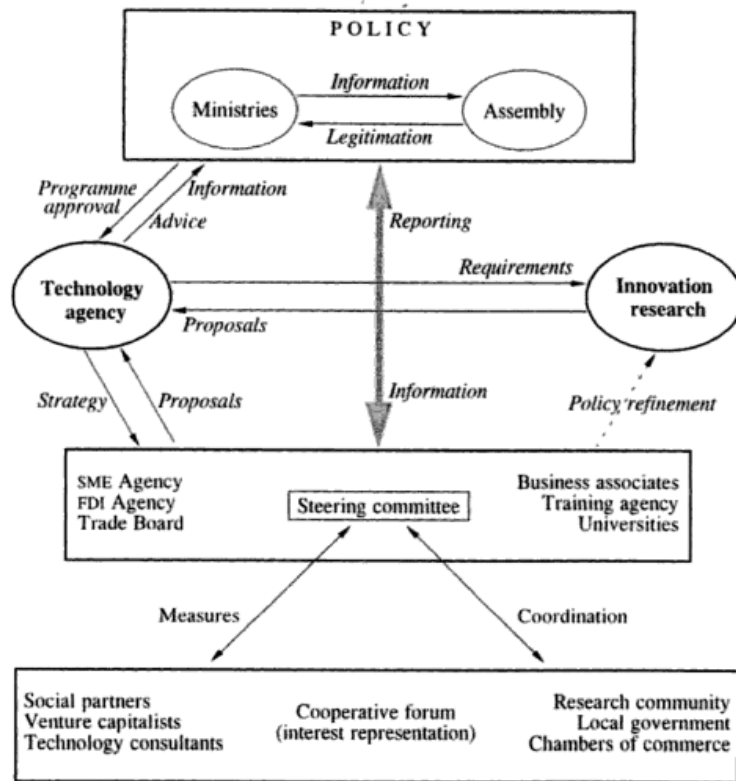 POLICY
Information
Ministries
Assembly
Legitimation
Programme
approval
Information
Advice
Reporting
Technology
agency
Requirements
Proposals
Innovation
research
Strategy
Proposals
Information
Policy refinement
SME Agency
FDI Agency
Trade Board
Steering committee
Business associates
Training agency
Universities
Measures
Coordination
Social partners
Venture capitalists
Technology consultants
Cooperative forum
(interest representation)
Research community
Local government
Chambers of commerce